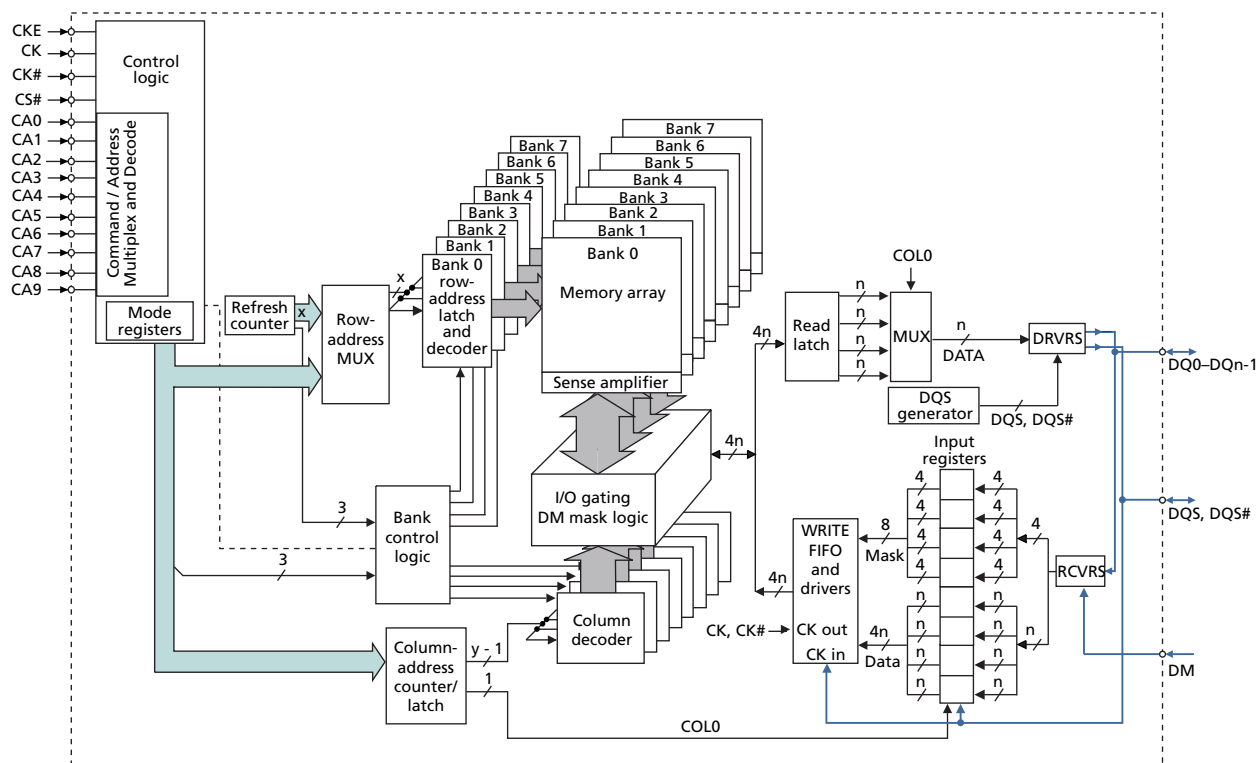 CKE
CK
CK#
CS#
CA0
CA1
CA2
CA3
CA4
CA5
CA6
CA7
CA8
CA9
Control
logic
Command / Address
Multiplex and Decode
Mode
registers
Refresh
counter
x
Row-
address
MUX
x
Bank 7
Bank 6
Bank 5
Bank 4
Bank 3
Bank 2
Bank 1
Bank 0
row-
address
latch
and
decoder
Bank 7
Bank 6
Bank 5
Bank 4
Bank 3
Bank 2
Bank 1
Bank 0
Memory array
Sense amplifier
3
3
Bank
control
logic
I/O gating
DM mask logic
Column
decoder
Column-
address
counter/
latch
y - 1
1
COL0
4n
4n
Read
latch
n
n
n
n
COL0
MUX
n
DATA
DRVRS
DQS
generator
DQS, DQS#
DQ0–DQn-1
DQS, DQS#
DM
RCVRS
Input
registers
4
4
4
4
4
4
4
4
4
n
n
n
n
n
n
n
n
n
8
Mask
4n
Data
4n
WRITE
FIFO
and
drivers
CK out
CK in
CK, CK#